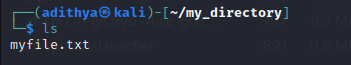 ┌──(adithya㉿kali)-[~/my_directory]
└─$ ls
myfile.txt